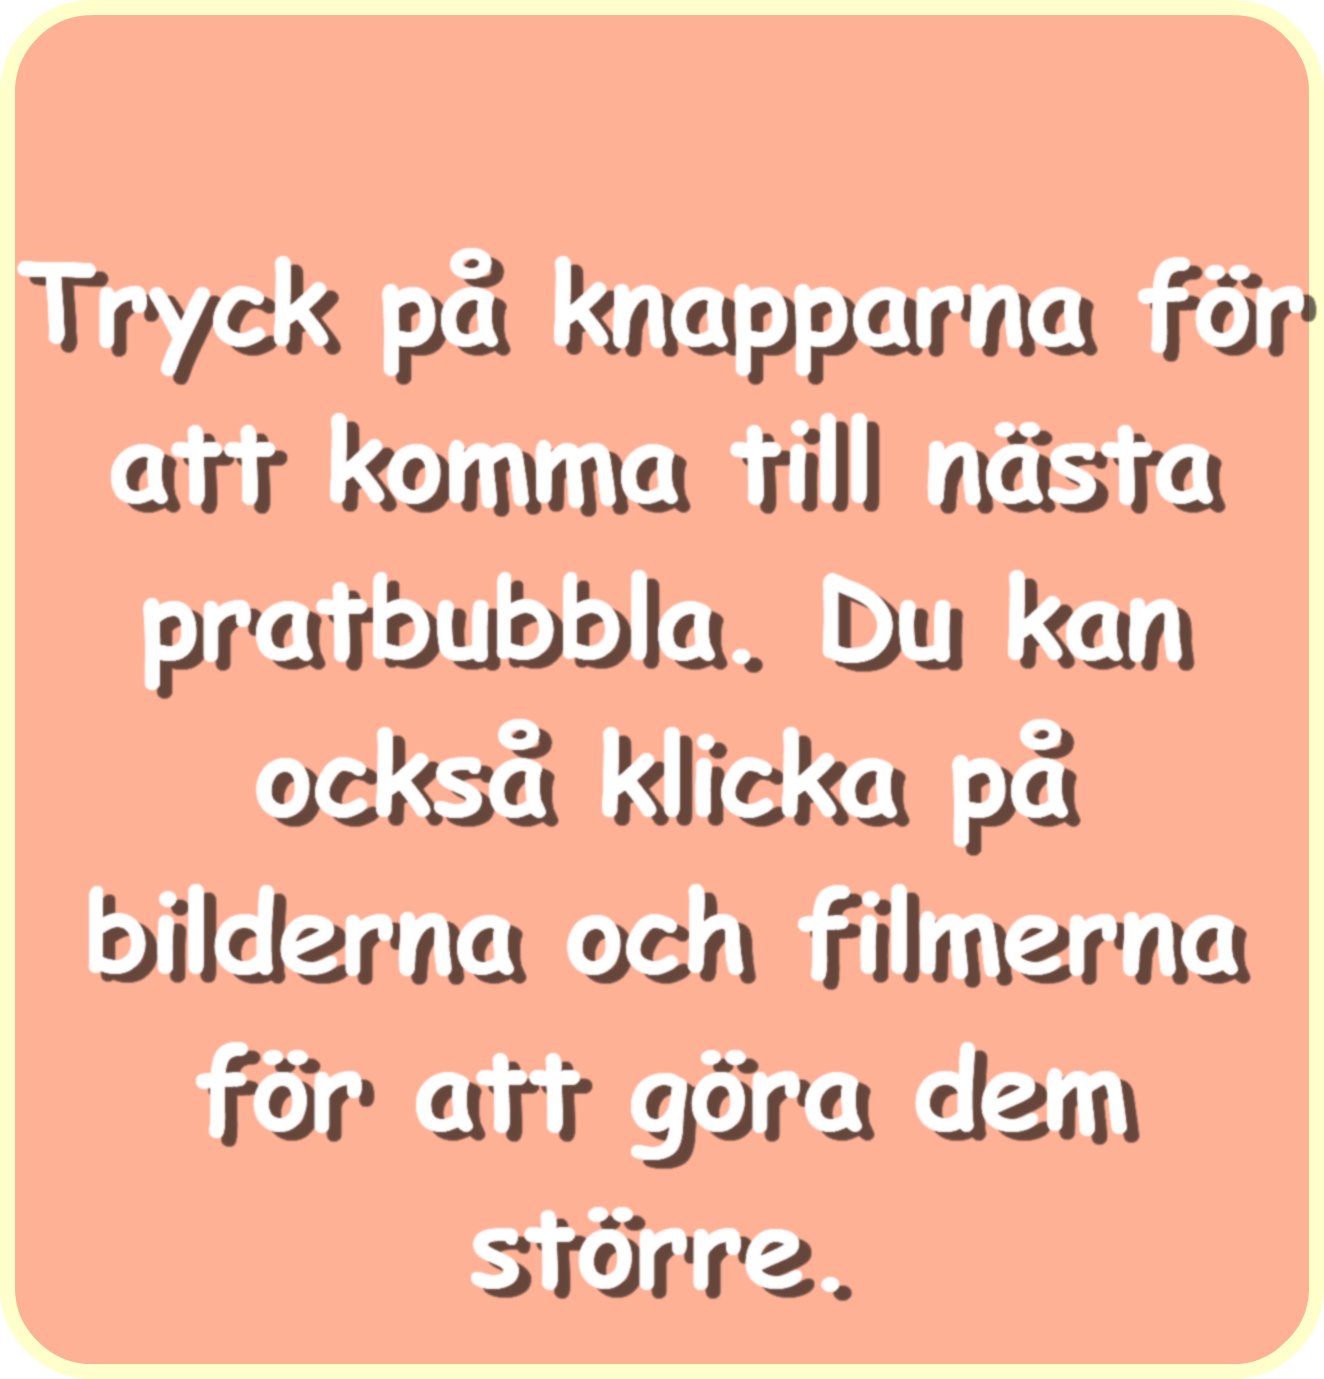 Tryck på knapparna för
att komma till nästa
pratbubbla. Du kan
också klicka på
bilderna och filmerna
för att göra dem
större.